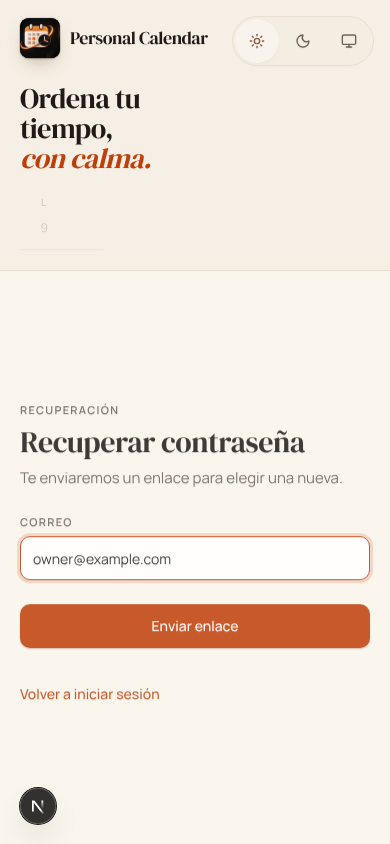 Personal Calendar
Ordena tu
tiempo,
con calma.
L
9
RECUPERACIÓN
Recuperar contraseña
Te enviaremos un enlace para elegir una nueva.
CORREO
owner@example.com
Enviar enlace
Volver a iniciar sesión
N